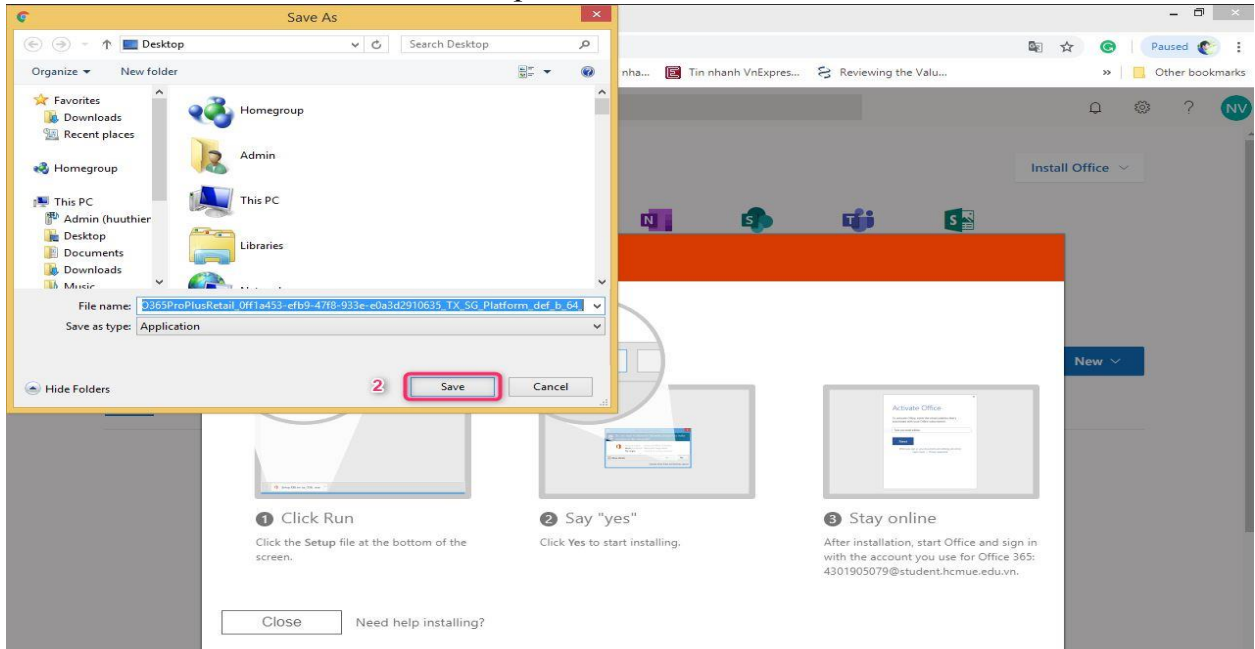 Save As
Desktop
Search Desktop
Organize
New folder
Favorites
Downloads
Recent places
Homegroup
This PC
Admin (huuthier
Desktop
Documents
Downloads
Music
Homegroup
Admin
This PC
Libraries
File name: O365ProPlusRetail_0ff1a453-efb9-47f8-933e-e0a3d2910635_TX_SG_Platform_def_b_64_
Save as type: Application
Hide Folders
2
Save
Cancel
Paused
nha...
Tin nhanh VnExpres...
Reviewing the Valu...
»
Other bookmarks
?
NV
Install Office
N
S
T
S
New
Activate Office
1 Click Run
Click the Setup file at the bottom of the
screen.
2 Say "yes"
Click Yes to start installing.
3 Stay online
After installation, start Office and sign in
with the account you use for Office 365:
4301905079@student.hcmue.edu.vn.
Close
Need help installing?